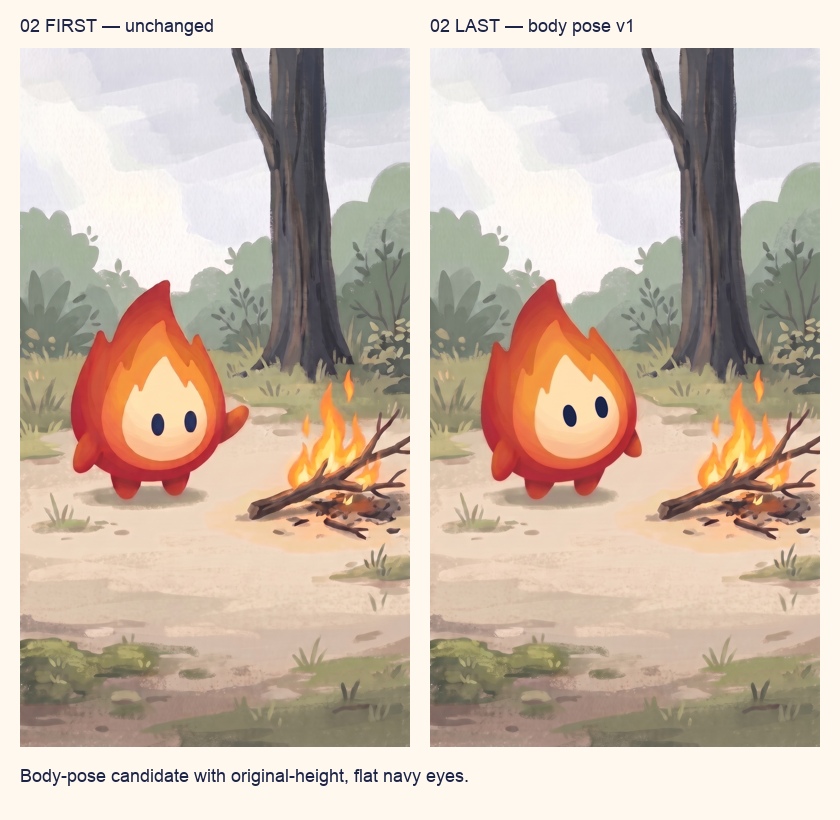 02 FIRST — unchanged
02 LAST — body pose v1
Body-pose candidate with original-height, flat navy eyes.